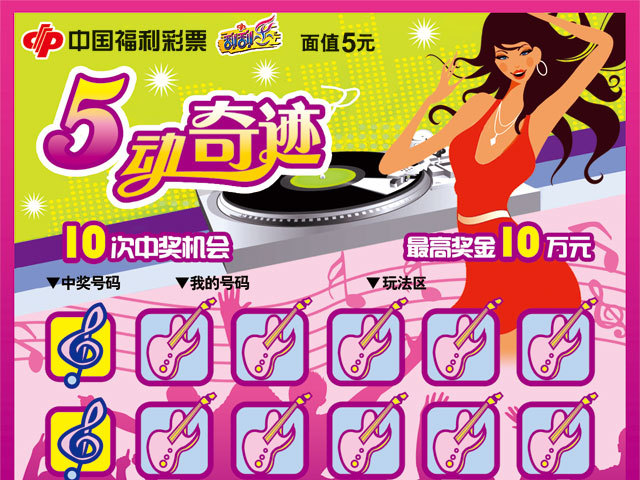 中国福利彩票 刮刮乐 面值5元
5动奇迹
10次中奖机会 最高奖金10万元
▼中奖号码 ▼我的号码 ▼玩法区